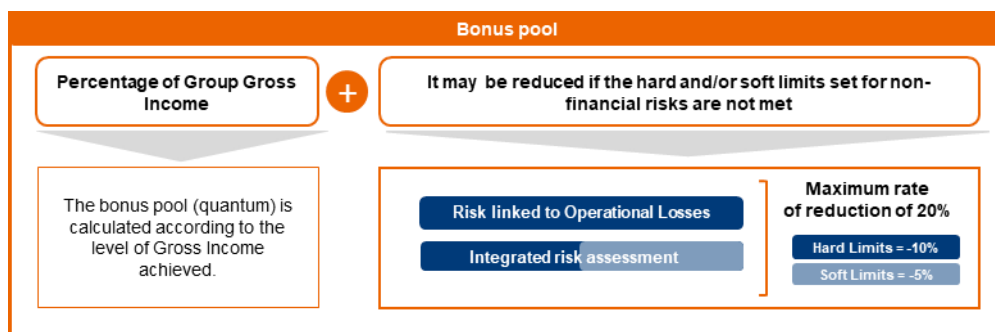 Bonus pool
Percentage of Group Gross
Income
+
It may be reduced if the hard and/or soft limits set for non-
financial risks are not met
The bonus pool (quantum) is
calculated according to the
level of Gross Income
achieved.
Risk linked to Operational Losses
Integrated risk assessment
Maximum rate
of reduction of 20%
Hard Limits = -10%
Soft Limits = -5%